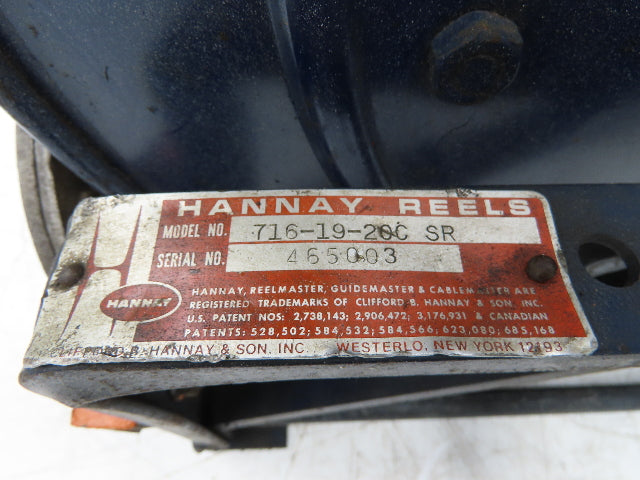 HANNAY REELS
MODEL NO. 716-19-20C SR
SERIAL NO. 465003
HANNAY
HANNAY, REELMASTER, GUIDEMASTER & CABLEMASTER ARE
REGISTERED TRADEMARKS OF CLIFFORD B. HANNAY & SON, INC.
U.S. PATENT NOS: 2,738,143; 2,906,472; 3,176,931 & CANADIAN
PATENTS: 528,502; 584,532; 584,566; 623,080; 685,168
CLIFFORD B. HANNAY & SON, INC. WESTERLO, NEW YORK 12193